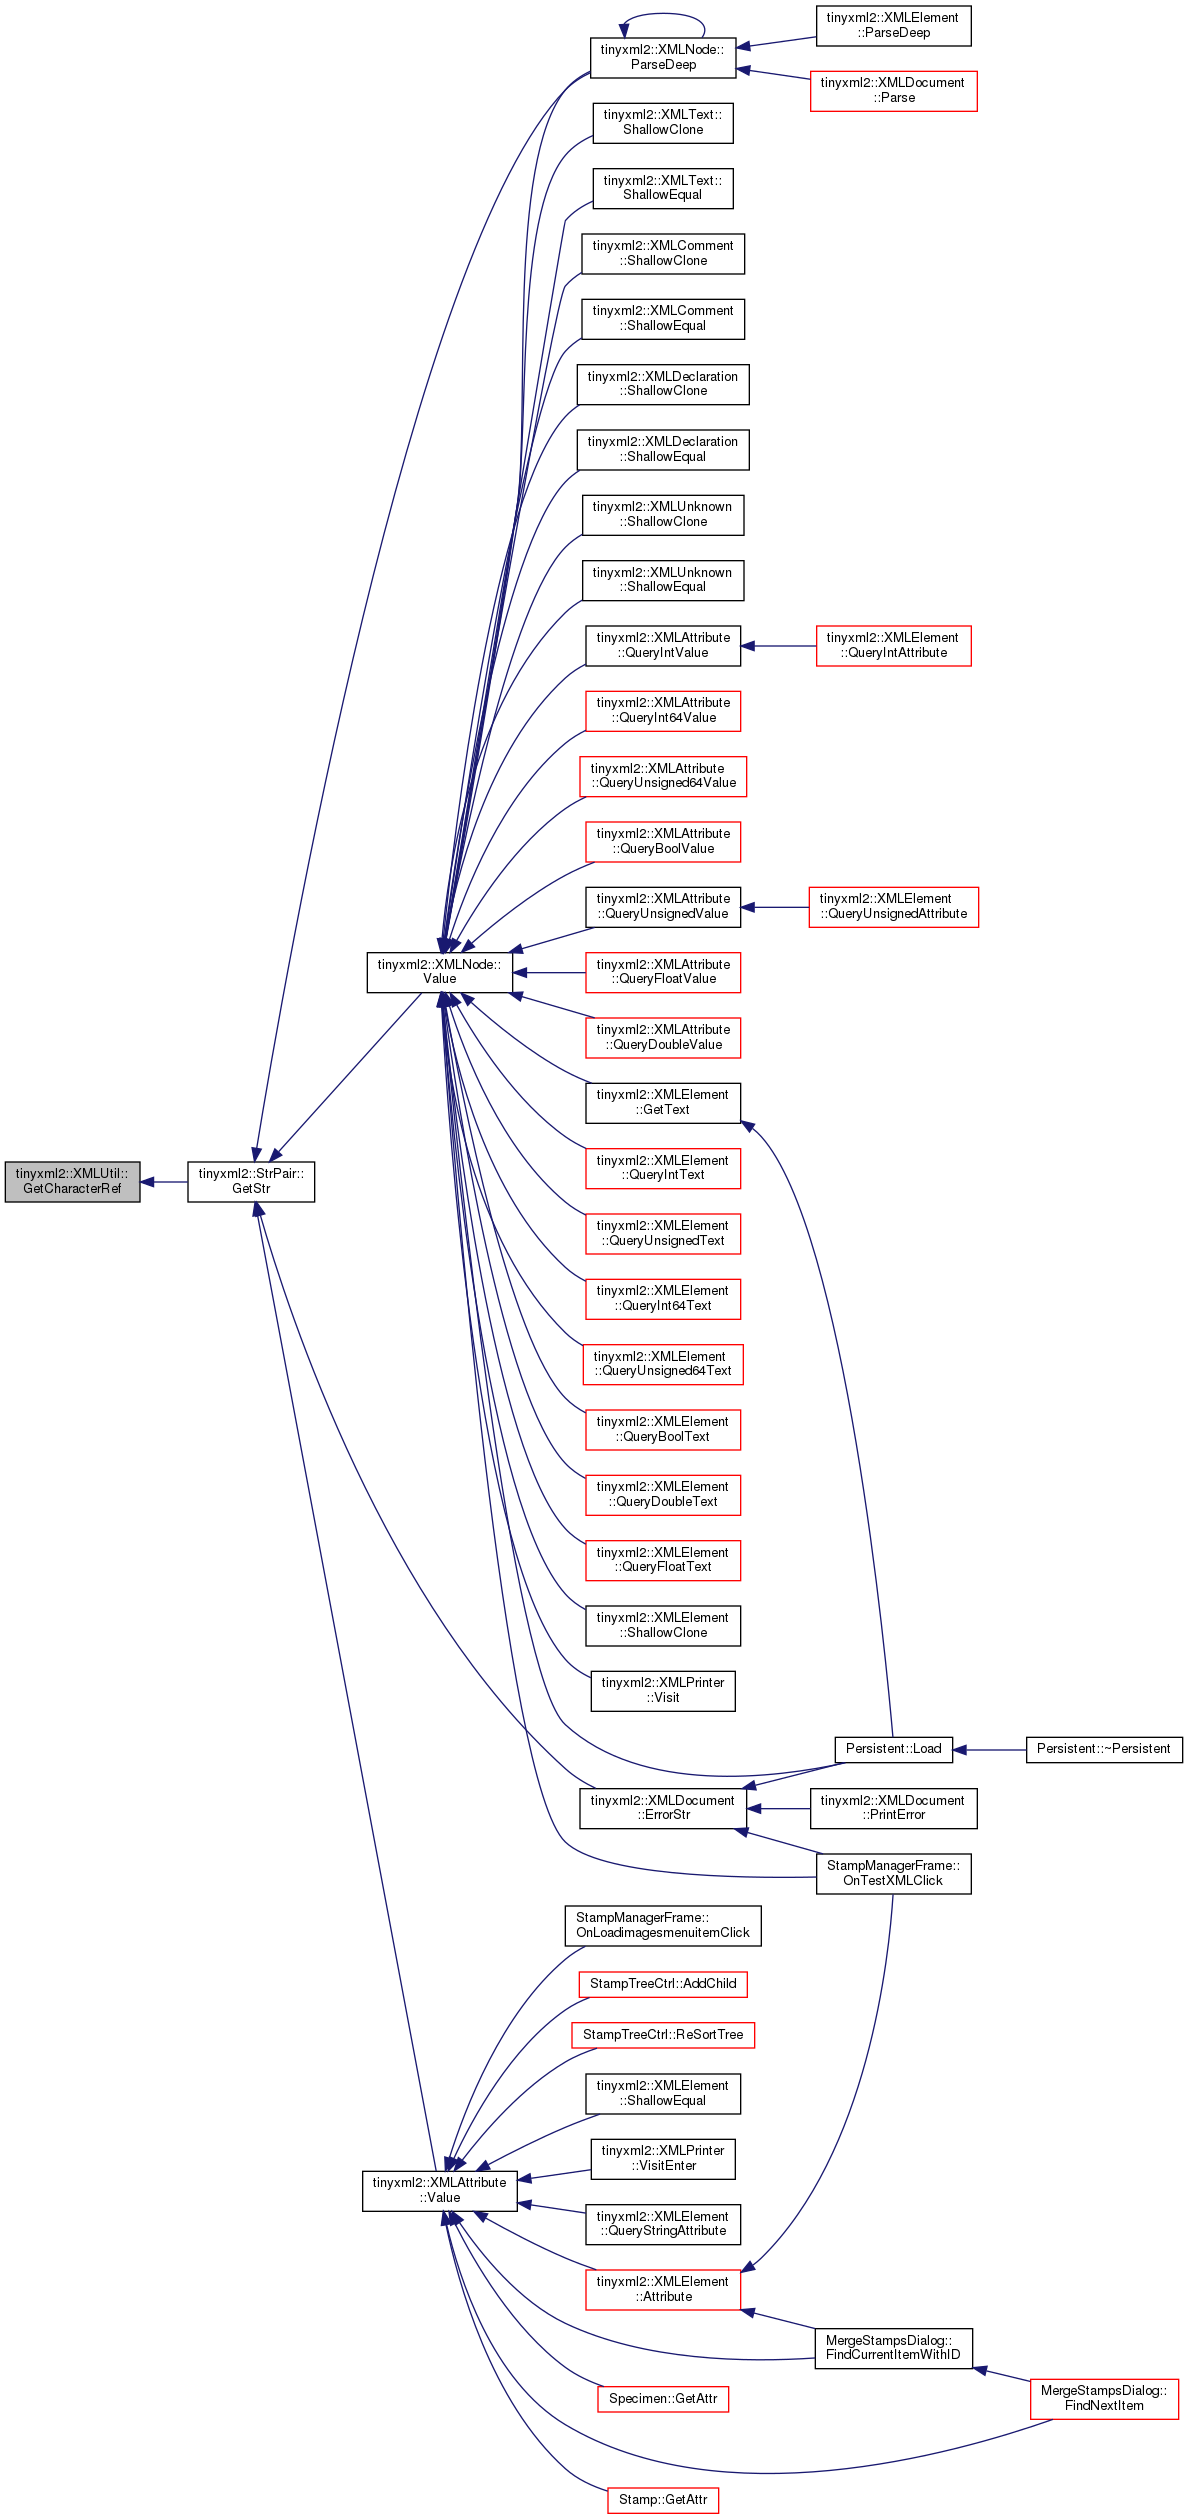 tinyxml2::XMLElement
::ParseDeep
tinyxml2::XMLNode::
ParseDeep
tinyxml2::XMLDocument
::Parse
tinyxml2::XMLText::
ShallowClone
tinyxml2::XMLText::
ShallowEqual
tinyxml2::XMLComment
::ShallowClone
tinyxml2::XMLComment
::ShallowEqual
tinyxml2::XMLDeclaration
::ShallowClone
tinyxml2::XMLDeclaration
::ShallowEqual
tinyxml2::XMLUnknown
::ShallowClone
tinyxml2::XMLUnknown
::ShallowEqual
tinyxml2::XMLAttribute
::QueryIntValue
tinyxml2::XMLElement
::QueryIntAttribute
tinyxml2::XMLAttribute
::QueryInt64Value
tinyxml2::XMLAttribute
::QueryUnsigned64Value
tinyxml2::XMLAttribute
::QueryBoolValue
tinyxml2::XMLAttribute
::QueryUnsignedValue
tinyxml2::XMLElement
::QueryUnsignedAttribute
tinyxml2::XMLNode::
Value
tinyxml2::XMLAttribute
::QueryFloatValue
tinyxml2::XMLAttribute
::QueryDoubleValue
tinyxml2::XMLElement
::GetText
tinyxml2::XMLElement
::QueryIntText
tinyxml2::XMLUtil::
GetCharacterRef
tinyxml2::StrPair::
GetStr
tinyxml2::XMLElement
::QueryUnsignedText
tinyxml2::XMLElement
::QueryInt64Text
tinyxml2::XMLElement
::QueryUnsigned64Text
tinyxml2::XMLElement
::QueryBoolText
tinyxml2::XMLElement
::QueryDoubleText
tinyxml2::XMLElement
::QueryFloatText
tinyxml2::XMLElement
::ShallowClone
tinyxml2::XMLPrinter
::Visit
Persistent::Load
Persistent::~Persistent
tinyxml2::XMLDocument
::ErrorStr
tinyxml2::XMLDocument
::PrintError
StampManagerFrame::
OnTestXMLClick
StampManagerFrame::
OnLoadimagesmenuitemClick
StampTreeCtrl::AddChild
StampTreeCtrl::ReSortTree
tinyxml2::XMLElement
::ShallowEqual
tinyxml2::XMLPrinter
::VisitEnter
tinyxml2::XMLAttribute
::Value
tinyxml2::XMLElement
::QueryStringAttribute
tinyxml2::XMLElement
::Attribute
MergeStampsDialog::
FindCurrentItemWithID
Specimen::GetAttr
MergeStampsDialog::
FindNextItem
Stamp::GetAttr